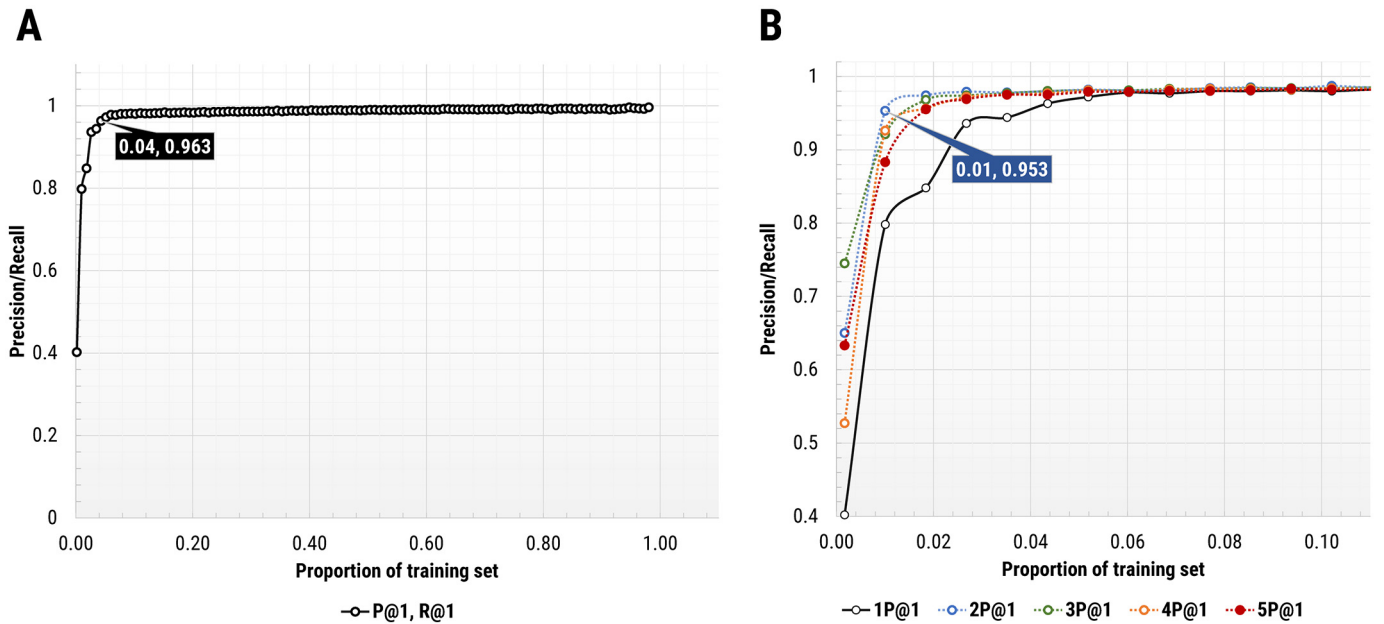 A
1
0.8
0.6
0.4
0.2
0
Precision/Recall
0.04, 0.963
0.00 0.20 0.40 0.60 0.80 1.00
Proportion of training set
P@1, R@1
B
1
0.9
0.8
0.7
0.6
0.5
0.4
Precision/Recall
0.01, 0.953
0.00 0.02 0.04 0.06 0.08 0.10
Proportion of training set
1P@1 2P@1 3P@1 4P@1 5P@1